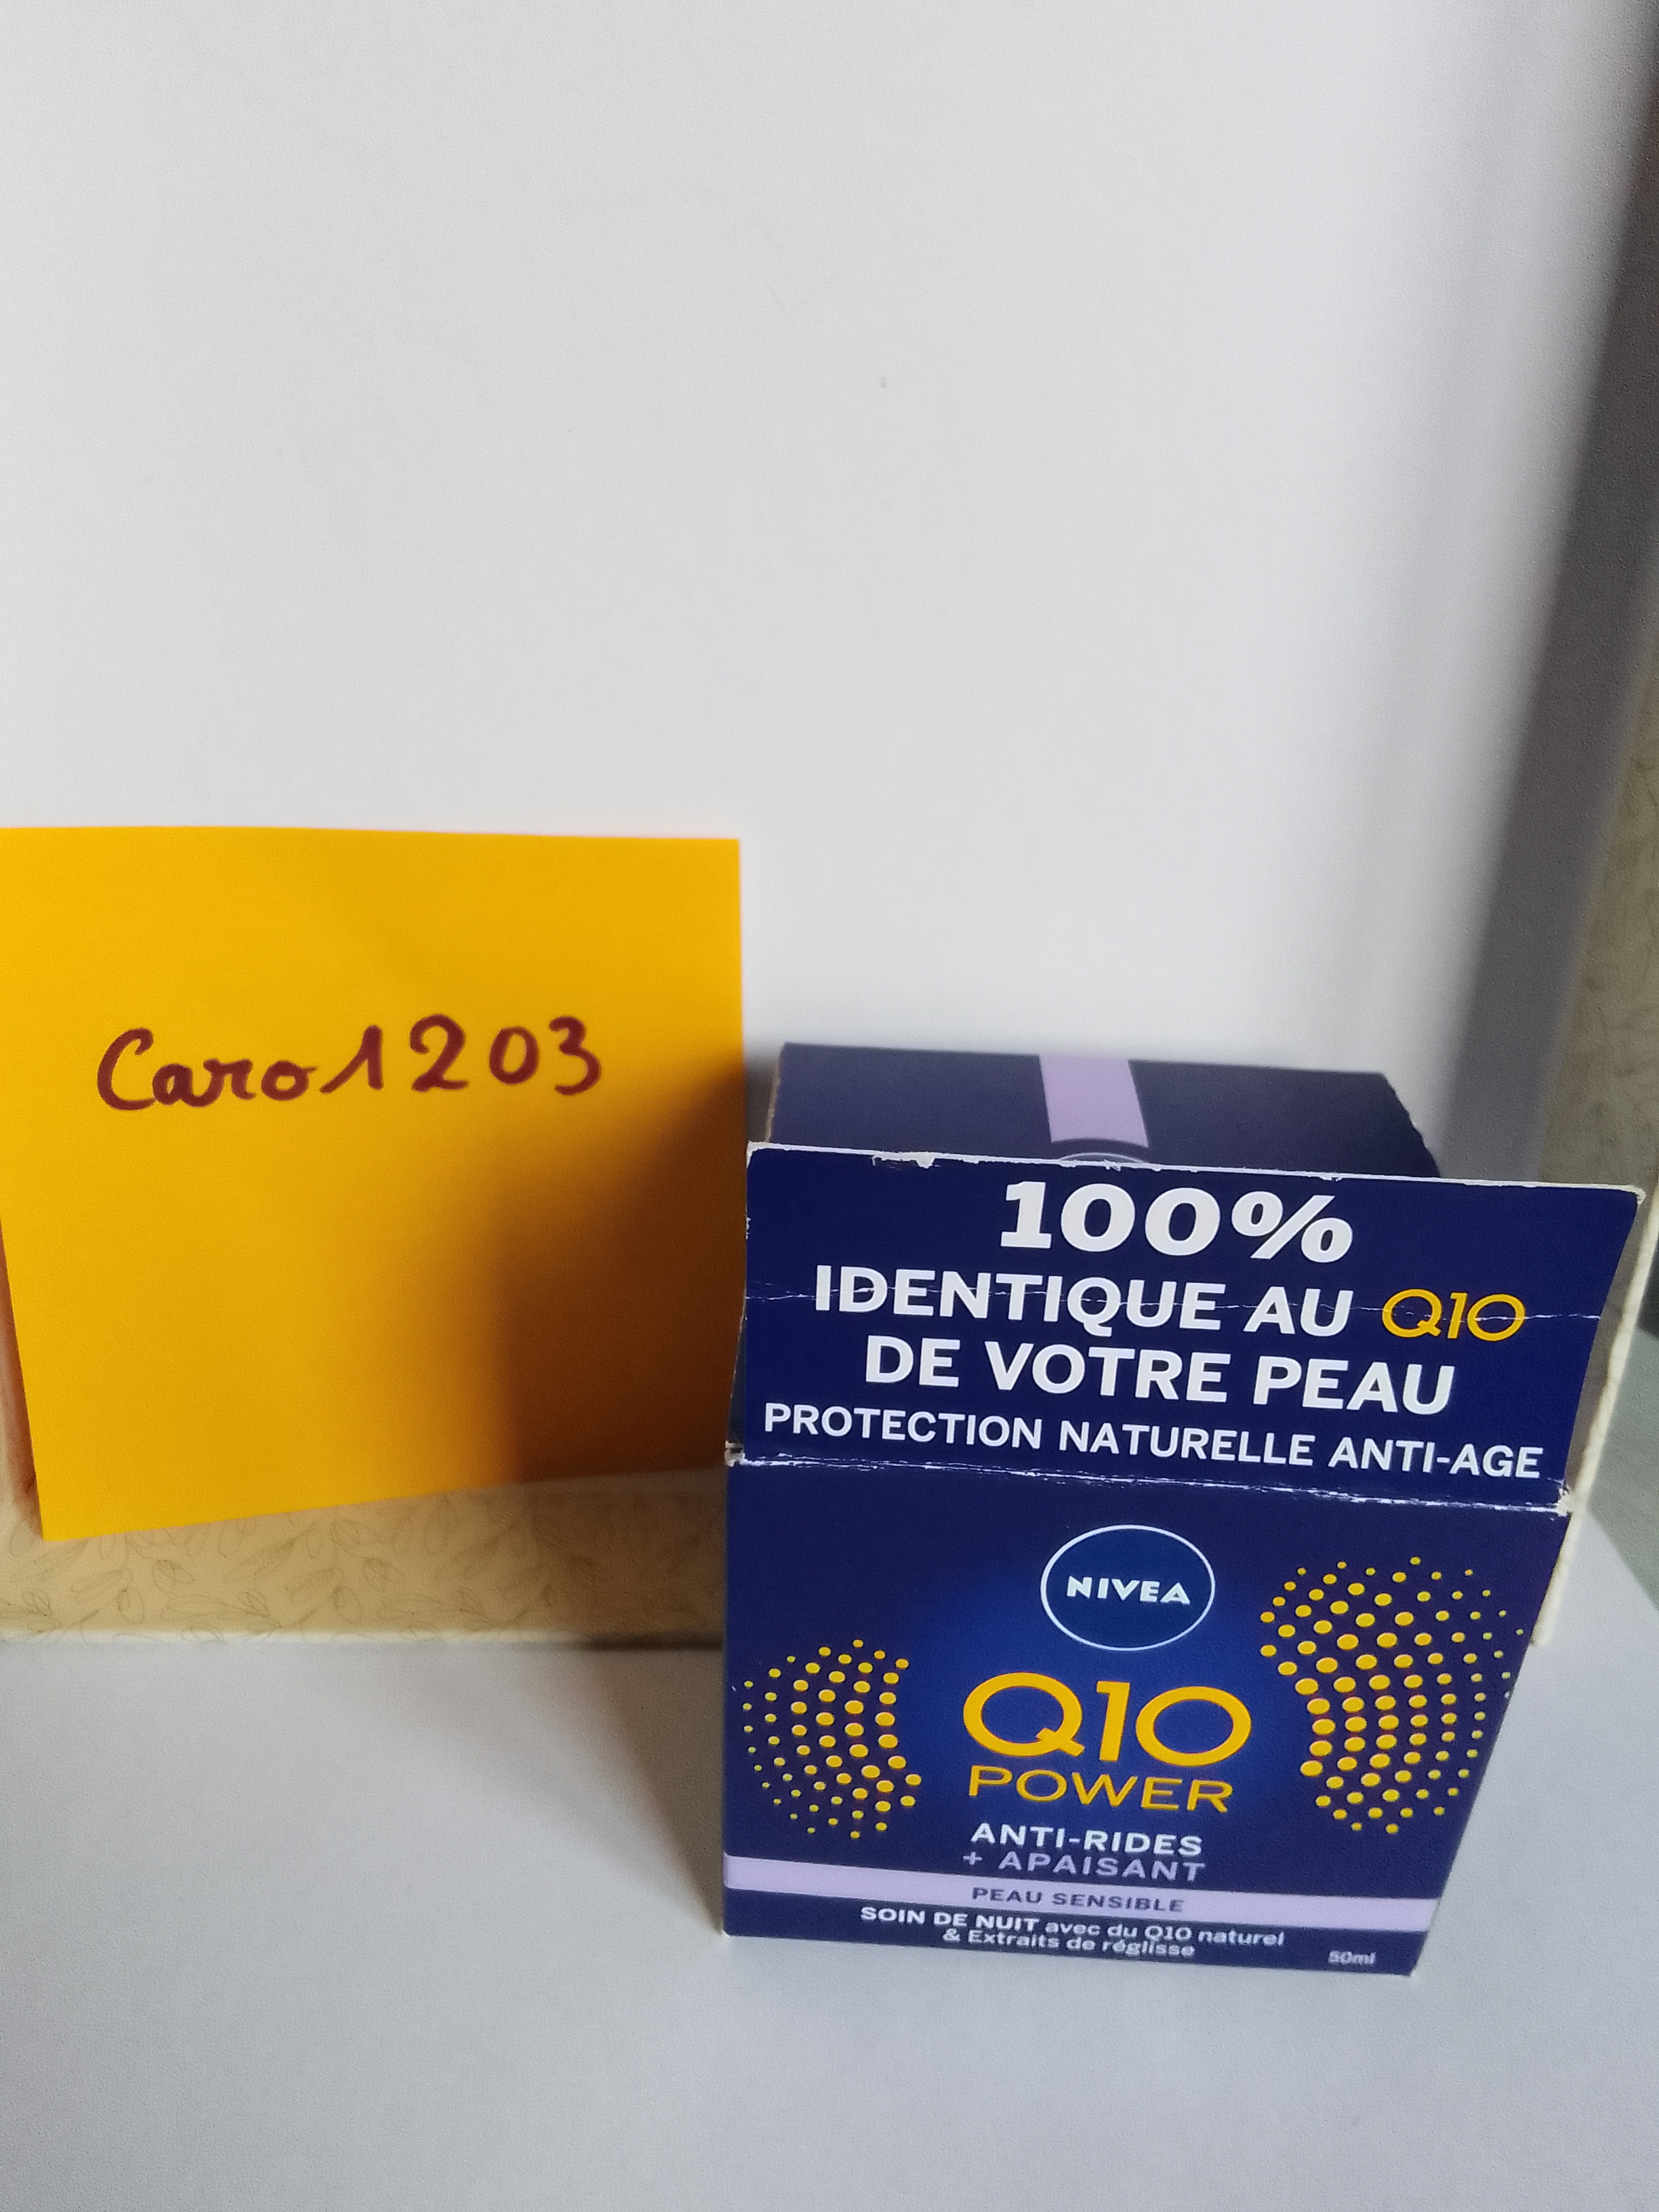 Caro1203
100%
IDENTIQUE AU Q10
DE VOTRE PEAU
PROTECTION NATURELLE ANTI-AGE
NIVEA
Q10
POWER
ANTI-RIDES
+ APAISANT
PEAU SENSIBLE
SOIN DE NUIT avec du Q10 naturel
& Extraits de réglisse
50ml